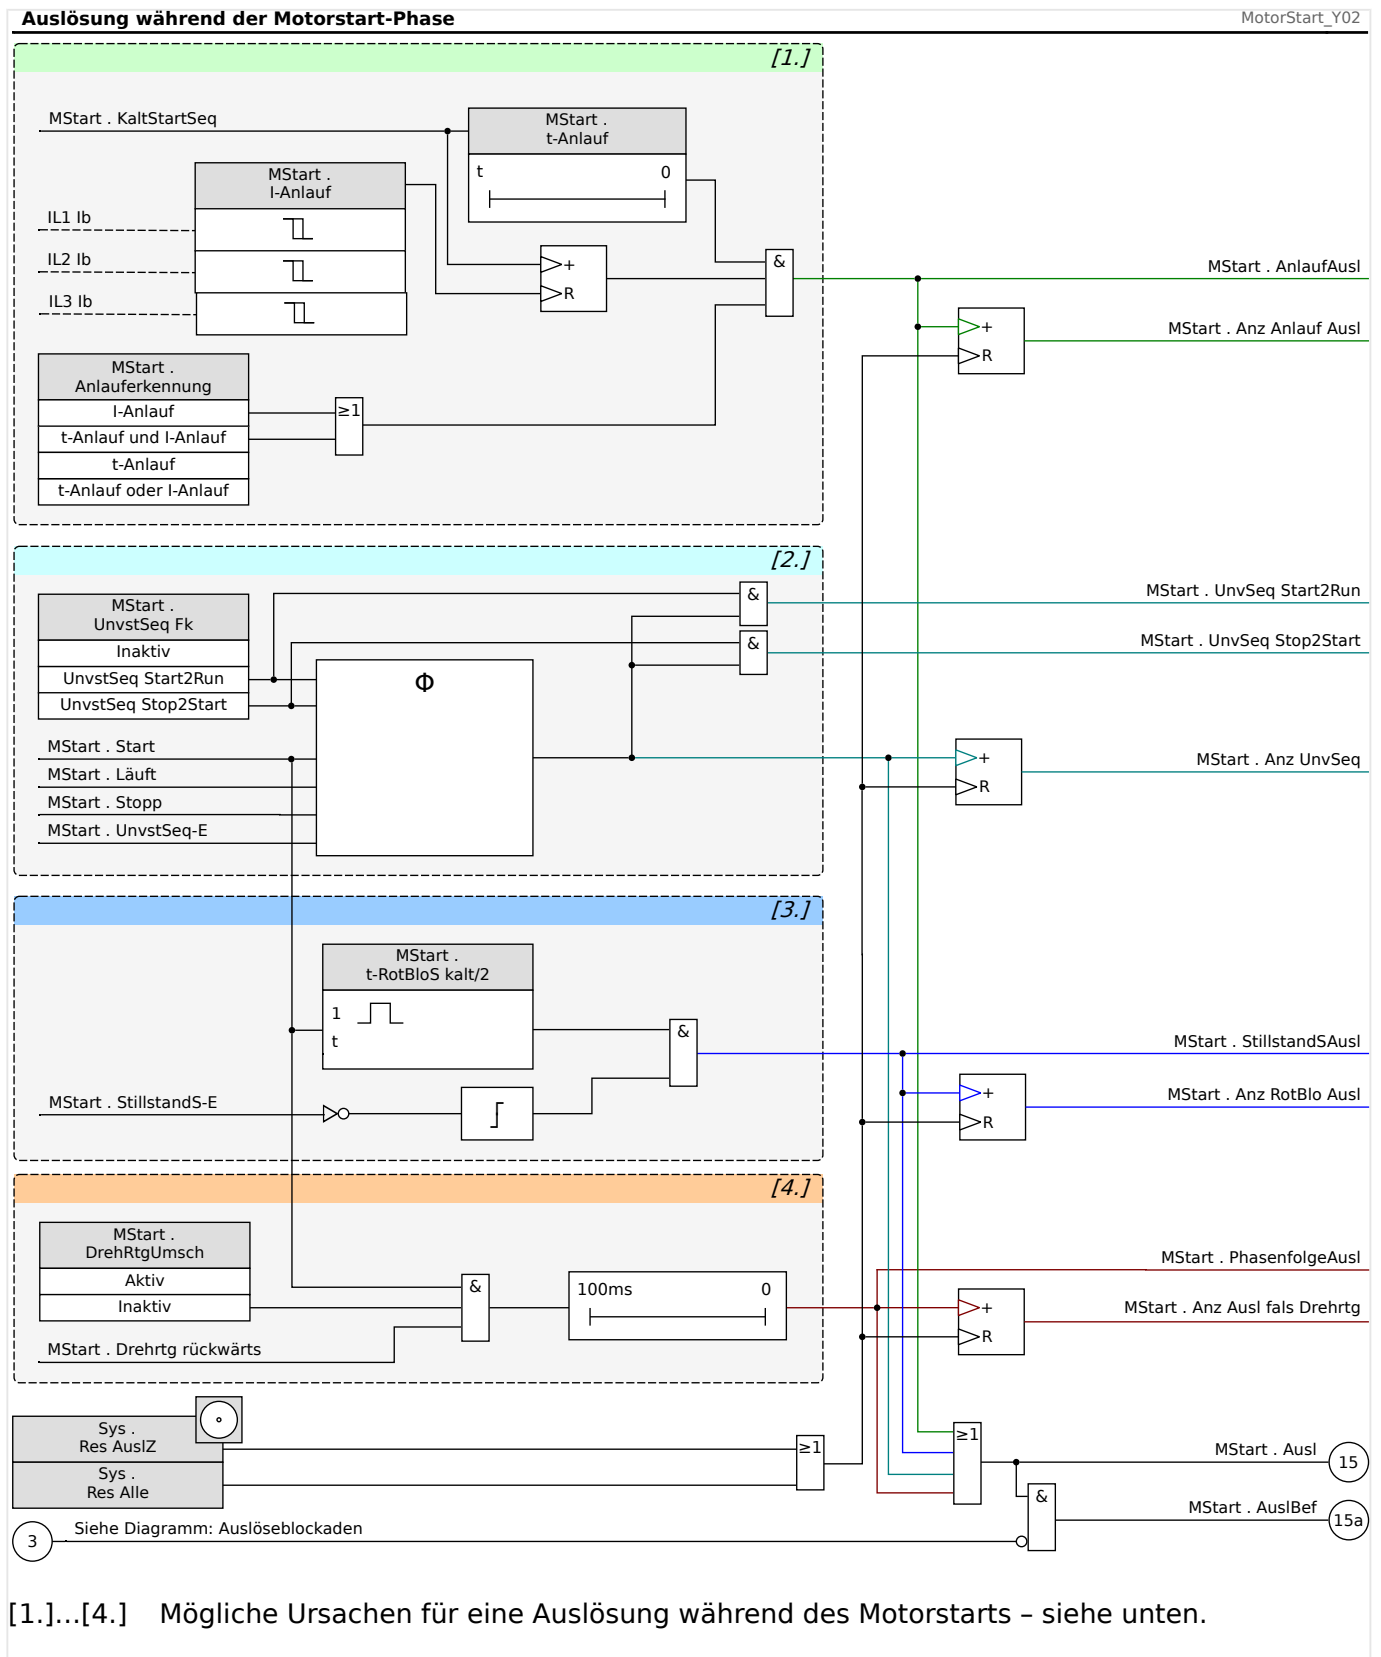 Auslösung während der Motorstart-Phase
MotorStart_Y02
[1.]
MStart . KaltStartSeq
MStart .
t-Anlauf
t
0
MStart .
I-Anlauf
IL1 Ib
IL2 Ib
IL3 Ib
+
R
&
MStart . AnlaufAusl
+
R
MStart . Anz Anlauf Ausl
MStart .
Anlauferkennung
I-Anlauf
t-Anlauf und I-Anlauf
t-Anlauf
t-Anlauf oder I-Anlauf
≥1
[2.]
MStart .
UnvstSeq Fk
Inaktiv
UnvstSeq Start2Run
UnvstSeq Stop2Start
&
&
MStart . UnvSeq Start2Run
MStart . UnvSeq Stop2Start
Φ
MStart . Start
MStart . Läuft
MStart . Stopp
MStart . UnvstSeq-E
+
R
MStart . Anz UnvSeq
[3.]
MStart .
t-RotBloS kalt/2
1
t
&
MStart . StillstandSAusl
MStart . StillstandS-E
+
R
MStart . Anz RotBlo Ausl
[4.]
MStart .
DrehRtgUmsch
Aktiv
Inaktiv
MStart . Drehrtg rückwärts
&
100ms
0
MStart . PhasenfolgeAusl
+
R
MStart . Anz Ausl fals Drehrtg
Sys .
Res AuslZ
Sys .
Res Alle
≥1
≥1
MStart . Ausl
15
&
MStart . AuslBef
15a
3
Siehe Diagramm: Auslöseblockaden
[1.]...[4.] Mögliche Ursachen für eine Auslösung während des Motorstarts – siehe unten.